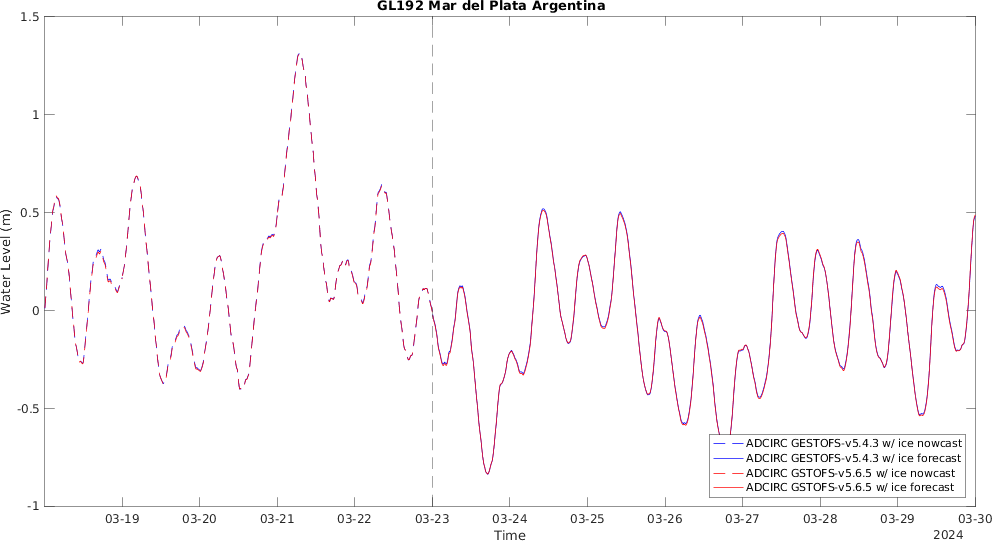 GL192 Mar del Plata Argentina
1.5
1
0.5
0
-0.5
-1
Water Level (m)
03-19 03-20 03-21 03-22 03-23 03-24 03-25 03-26 03-27 03-28 03-29 03-30
Time
2024
ADCIRC GESTOFS-v5.4.3 w/ ice nowcast
ADCIRC GESTOFS-v5.4.3 w/ ice forecast
ADCIRC GSTOFS-v5.6.5 w/ ice nowcast
ADCIRC GSTOFS-v5.6.5 w/ ice forecast